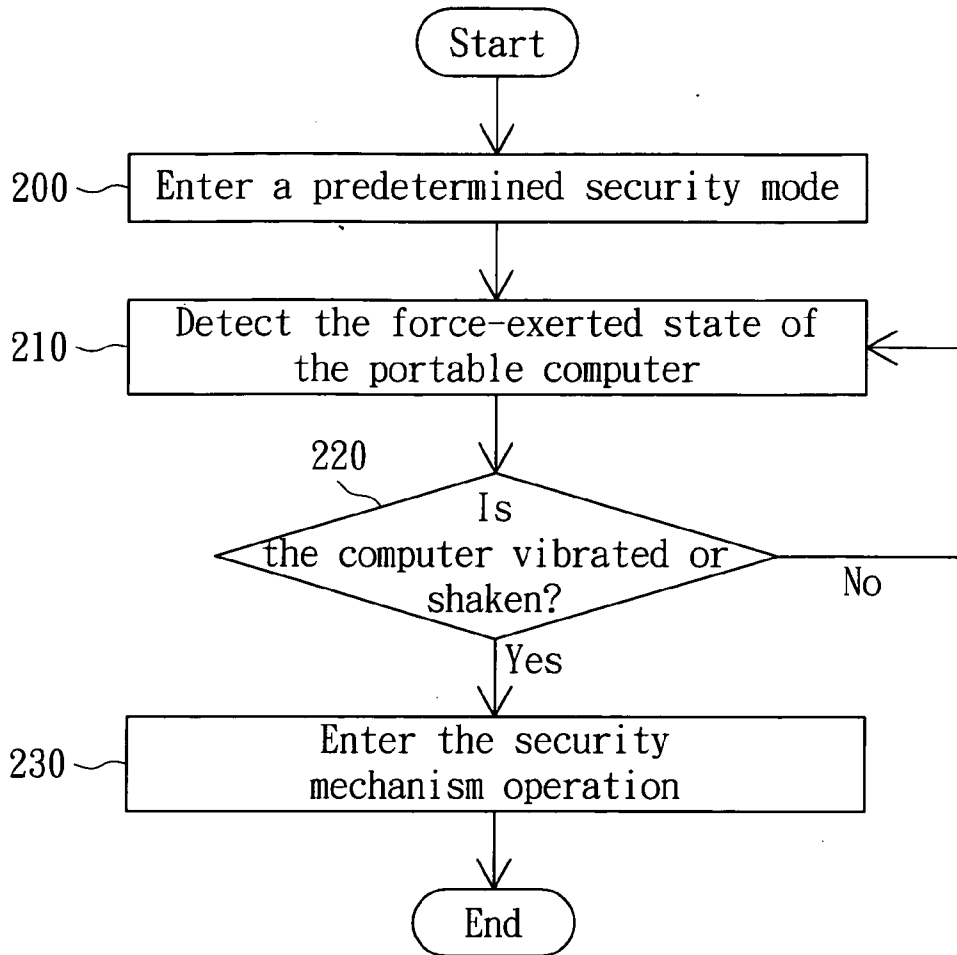 Start
200
Enter a predetermined security mode
210
Detect the force-exerted state of
the portable computer
220
Is
the computer vibrated or
shaken?
No
Yes
230
Enter the security
mechanism operation
End